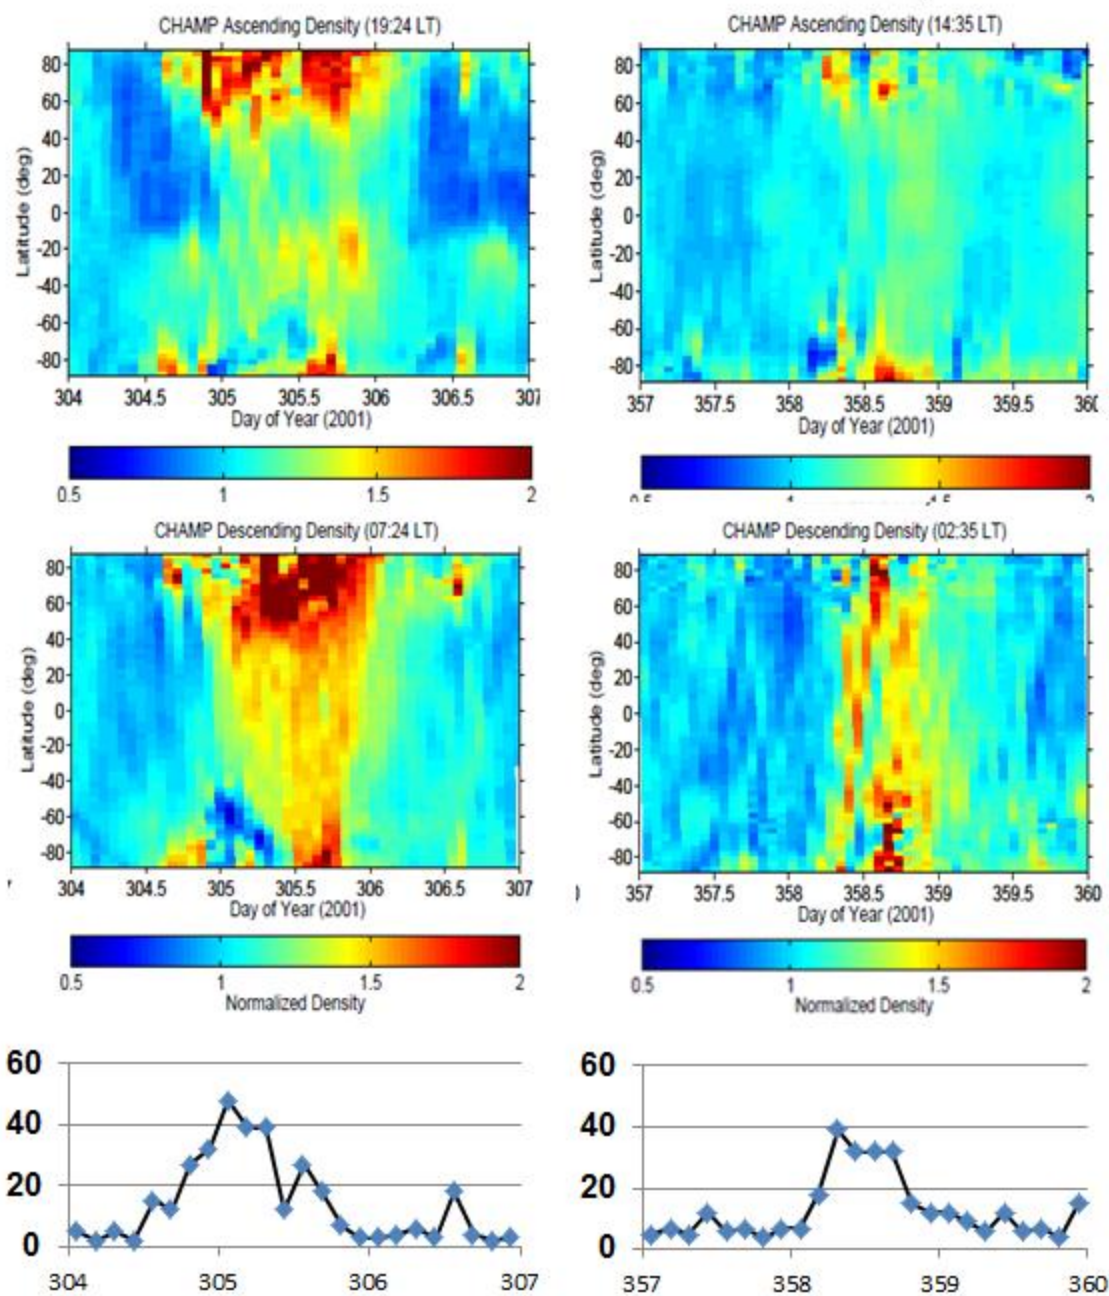 CHAMP Ascending Density (19:24 LT)
Latitude (deg)
80
60
40
20
0
-20
-40
-60
-80
304 304.5 305 305.5 306 306.5 307
Day of Year (2001)
0.5 1 1.5 2
CHAMP Ascending Density (14:35 LT)
Latitude (deg)
80
60
40
20
0
-20
-40
-60
-80
357 357.5 358 358.5 359 359.5 360
Day of Year (2001)
CHAMP Descending Density (07:24 LT)
Latitude (deg)
80
60
40
20
0
-20
-40
-60
-80
304 304.5 305 305.5 306 306.5 307
Day of Year (2001)
0.5 1 1.5 2
Normalized Density
CHAMP Descending Density (02:35 LT)
Latitude (deg)
80
60
40
20
0
-20
-40
-60
-80
357 357.5 358 358.5 359 359.5 360
Day of Year (2001)
0.5 1 1.5 2
Normalized Density
60
40
20
0
304 305 306 307
60
40
20
0
357 358 359 360